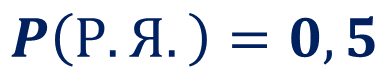 P(Р. Я. ) = 0, 5